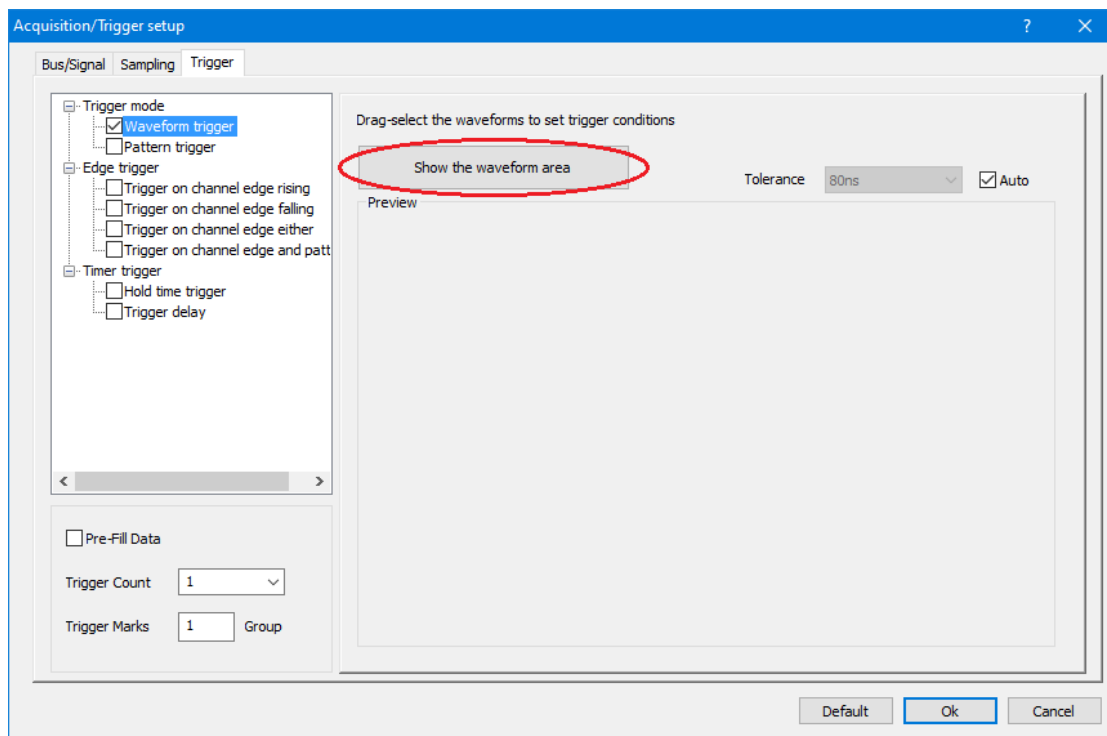 Acquisition/Trigger setup
?
Bus/Signal Sampling Trigger
Trigger mode
Waveform trigger
Pattern trigger
Edge trigger
Trigger on channel edge rising
Trigger on channel edge falling
Trigger on channel edge either
Trigger on channel edge and patt
Timer trigger
Hold time trigger
Trigger delay
Pre-Fill Data
Trigger Count 1
Trigger Marks 1 Group
Drag-select the waveforms to set trigger conditions
Show the waveform area
Tolerance 80ns Auto
Preview
Default Ok Cancel